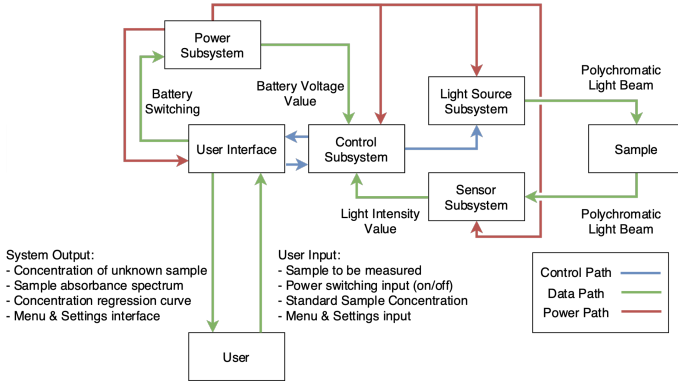 Power
Subsystem
Polychromatic
Light Beam
Battery
Switching
Battery Voltage
Value
Light Source
Subsystem
User Interface
Control
Subsystem
Sample
Sensor
Subsystem
Light Intensity
Value
Polychromatic
Light Beam
System Output:
- Concentration of unknown sample
- Sample absorbance spectrum
- Concentration regression curve
- Menu & Settings interface
User Input:
- Sample to be measured
- Power switching input (on/off)
- Standard Sample Concentration
- Menu & Settings input
Control Path
Data Path
Power Path
User